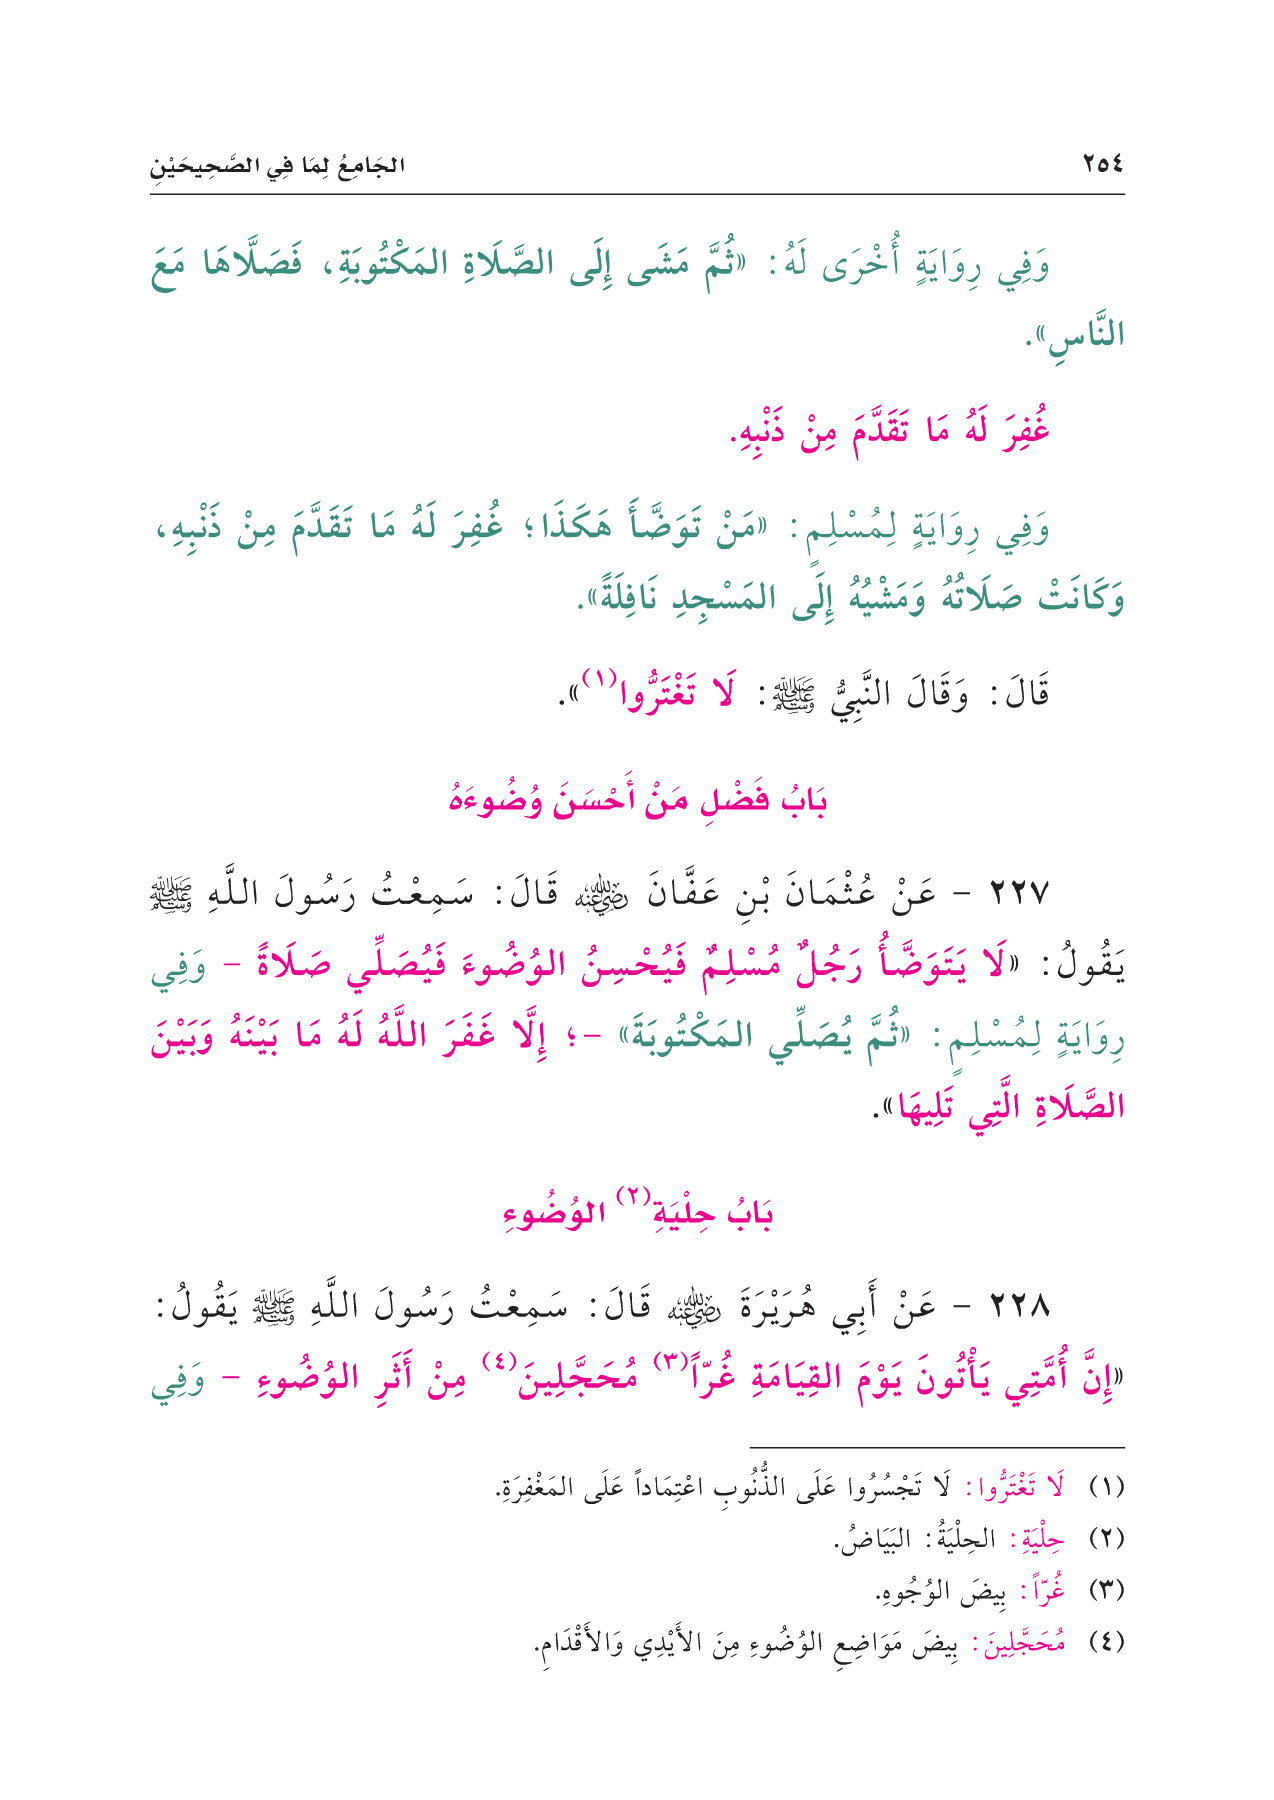 ٢٥٤ الجَامِعُ لِمَا فِي الصَّحِيحَيْنِ
وَفِي رِوَايَةٍ أُخْرَى لَهُ: «ثُمَّ مَشَى إِلَى الصَّلَاةِ المَكْتُوبَةِ، فَصَلَّاهَا مَعَ
النَّاسِ».
غُفِرَ لَهُ مَا تَقَدَّمَ مِنْ ذَنْبِهِ.
وَفِي رِوَايَةٍ لِمُسْلِمٍ: «مَنْ تَوَضَّأَ هَكَذَا؛ غُفِرَ لَهُ مَا تَقَدَّمَ مِنْ ذَنْبِهِ،
وَكَانَتْ صَلَاتُهُ وَمَشْيُهُ إِلَى المَسْجِدِ نَافِلَةً».
قَالَ: وَقَالَ النَّبِيُّ ﷺ: لَا تَغْتَرُّوا(١)».
بَابُ فَضْلِ مَنْ أَحْسَنَ وُضُوءَهُ
٢٢٧ - عَنْ عُثْمَانَ بْنِ عَفَّانَ رضي الله عنه قَالَ: سَمِعْتُ رَسُولَ اللَّهِ ﷺ
يَقُولُ: «لَا يَتَوَضَّأُ رَجُلٌ مُسْلِمٌ فَيُحْسِنُ الوُضُوءَ فَيُصَلِّي صَلَاةً - وَفِي
رِوَايَةٍ لِمُسْلِمٍ: «ثُمَّ يُصَلِّي المَكْتُوبَةَ» -؛ إِلَّا غَفَرَ اللَّهُ لَهُ مَا بَيْنَهُ وَبَيْنَ
الصَّلَاةِ الَّتِي تَلِيهَا».
بَابُ حِلْيَةِ(٢) الوُضُوءِ
٢٢٨ - عَنْ أَبِي هُرَيْرَةَ رضي الله عنه قَالَ: سَمِعْتُ رَسُولَ اللَّهِ ﷺ يَقُولُ:
«إِنَّ أُمَّتِي يَأْتُونَ يَوْمَ القِيَامَةِ غُرّاً(٣) مُحَجَّلِينَ(٤) مِنْ أَثَرِ الوُضُوءِ - وَفِي
(١) لَا تَغْتَرُّوا: لَا تَجْسُرُوا عَلَى الذُّنُوبِ اعْتِمَاداً عَلَى المَغْفِرَةِ.
(٢) حِلْيَةِ: الحِلْيَةُ: البَيَاضُ.
(٣) غُرّاً: بِيضَ الوُجُوهِ.
(٤) مُحَجَّلِينَ: بِيضَ مَوَاضِعِ الوُضُوءِ مِنَ الأَيْدِي وَالأَقْدَامِ.